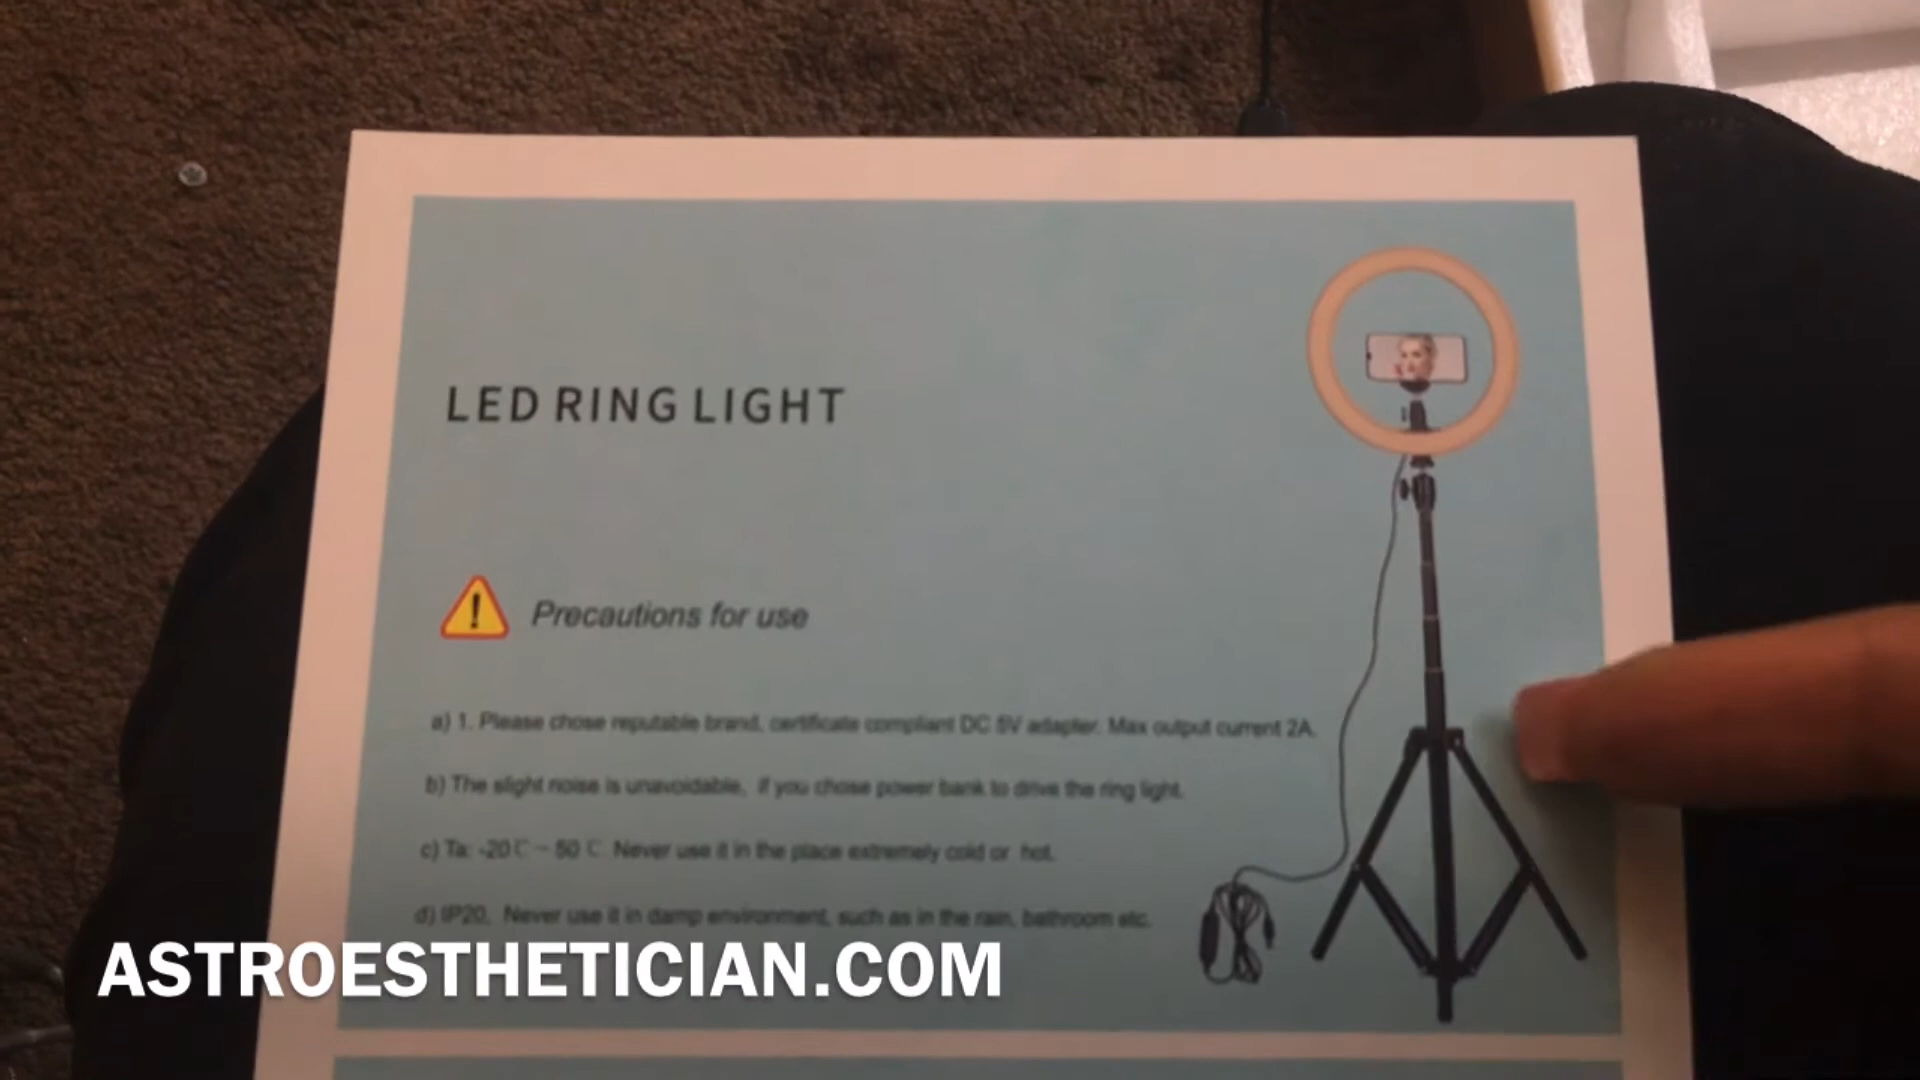 LED RING LIGHT
Precautions for use
a) 1. Please chose reputable brand, certificate compliant DC 5V adapter. Max output current 2A.
b) The slight noise is unavoidable, if you chose power bank to drive the ring light.
c) Ta: -20℃ ~ 50℃ Never use it in the place extremely cold or hot.
d) IP20, Never use it in damp environment, such as in the rain, bathroom etc.
ASTROESTHETICIAN.COM